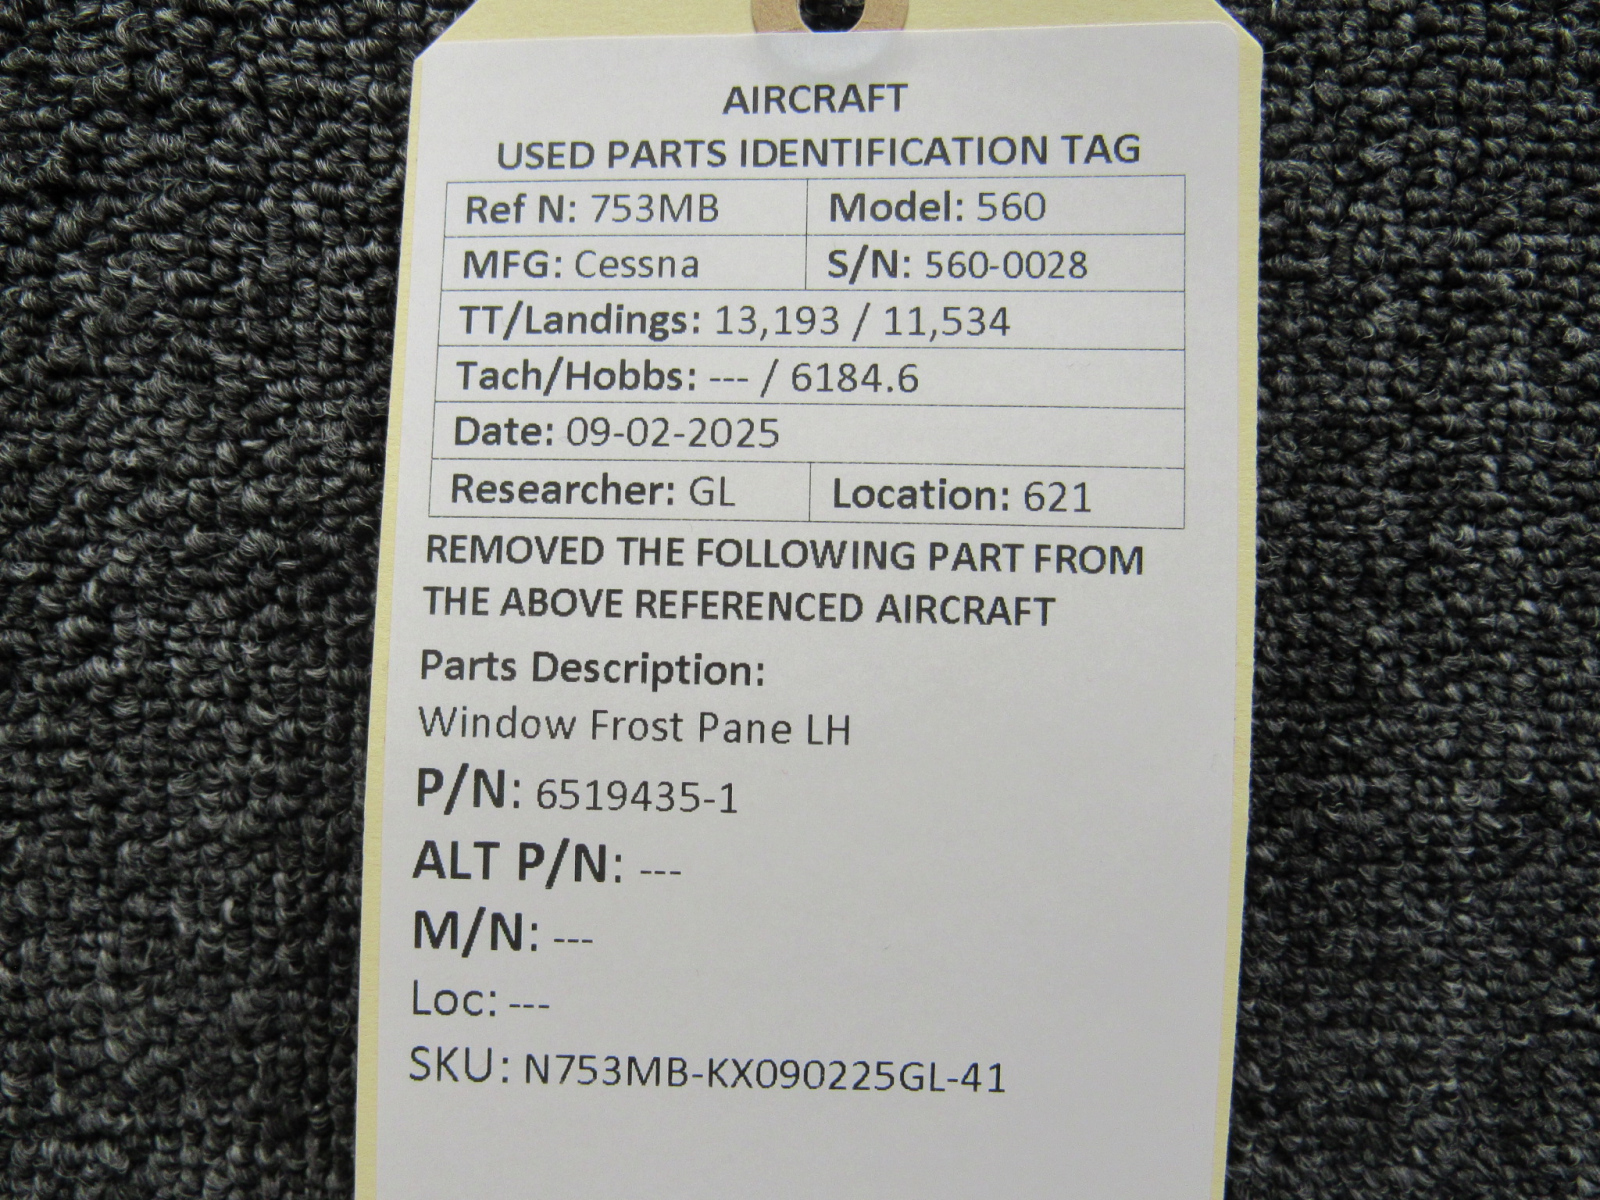 AIRCRAFT
USED PARTS IDENTIFICATION TAG
Ref N: 753MB Model: 560
MFG: Cessna S/N: 560-0028
TT/Landings: 13,193 / 11,534
Tach/Hobbs: --- / 6184.6
Date: 09-02-2025
Researcher: GL Location: 621
REMOVED THE FOLLOWING PART FROM
THE ABOVE REFERENCED AIRCRAFT
Parts Description:
Window Frost Pane LH
P/N: 6519435-1
ALT P/N: ---
M/N: ---
Loc: ---
SKU: N753MB-KX090225GL-41